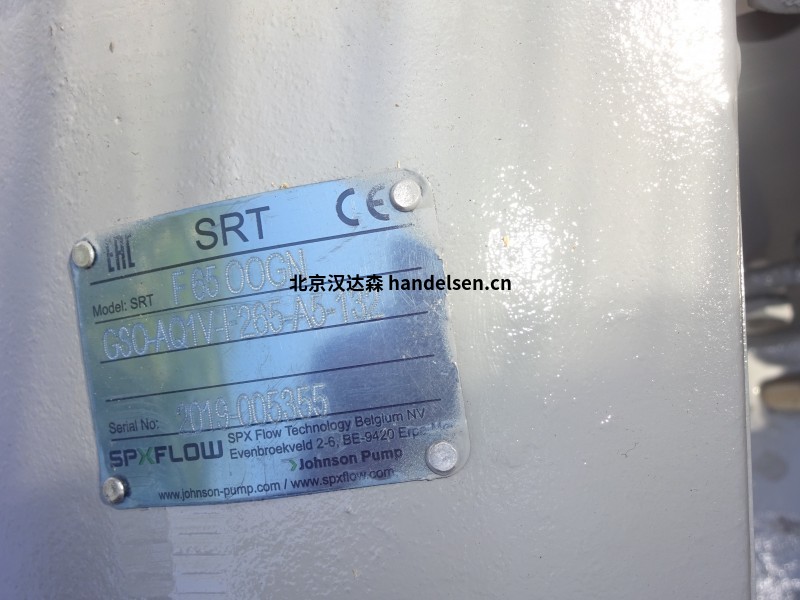 EAC SRT CE
Model: SRT F 65 OOGN
GSO-AQ1V-F265-A5-132
Serial No: 2019-005355
SPXFLOW SPX Flow Technology Belgium NV
Evenbroekveld 2-6, BE-9420
Johnson Pump
www.johnson-pump.com / www.spxflow.com
北京汉达森 handelsen.cn